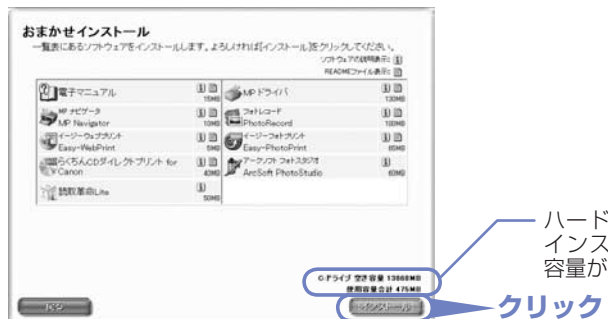 おまかせインストール
一覧表にあるソフトウェアをインストールします。よろしければ[インストール]をクリックしてください。
ソフトウェアの説明表示:
READMEファイル表示:
電子マニュアル
15MB
MPドライバ
130MB
MP ナビゲータ
MP Navigator
10MB
フォトレコード
PhotoRecord
100MB
イージーウェブプリント
Easy-WebPrint
5MB
イージーフォトプリント
Easy-PhotoPrint
65MB
らくちんCDダイレクトプリント for Canon
40MB
アークソフト フォトスタジオ
ArcSoft PhotoStudio
60MB
読取革命Lite
50MB
C-ドライブ 空き容量 13868MB
使用容量合計 475MB
戻る
インストール
ハード
インス
容量が
クリック